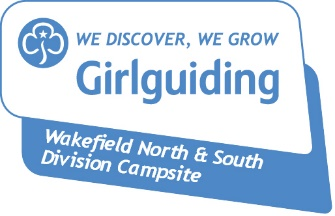 WE DISCOVER, WE GROW
Girlguiding
Wakefield North & South
Division Campsite